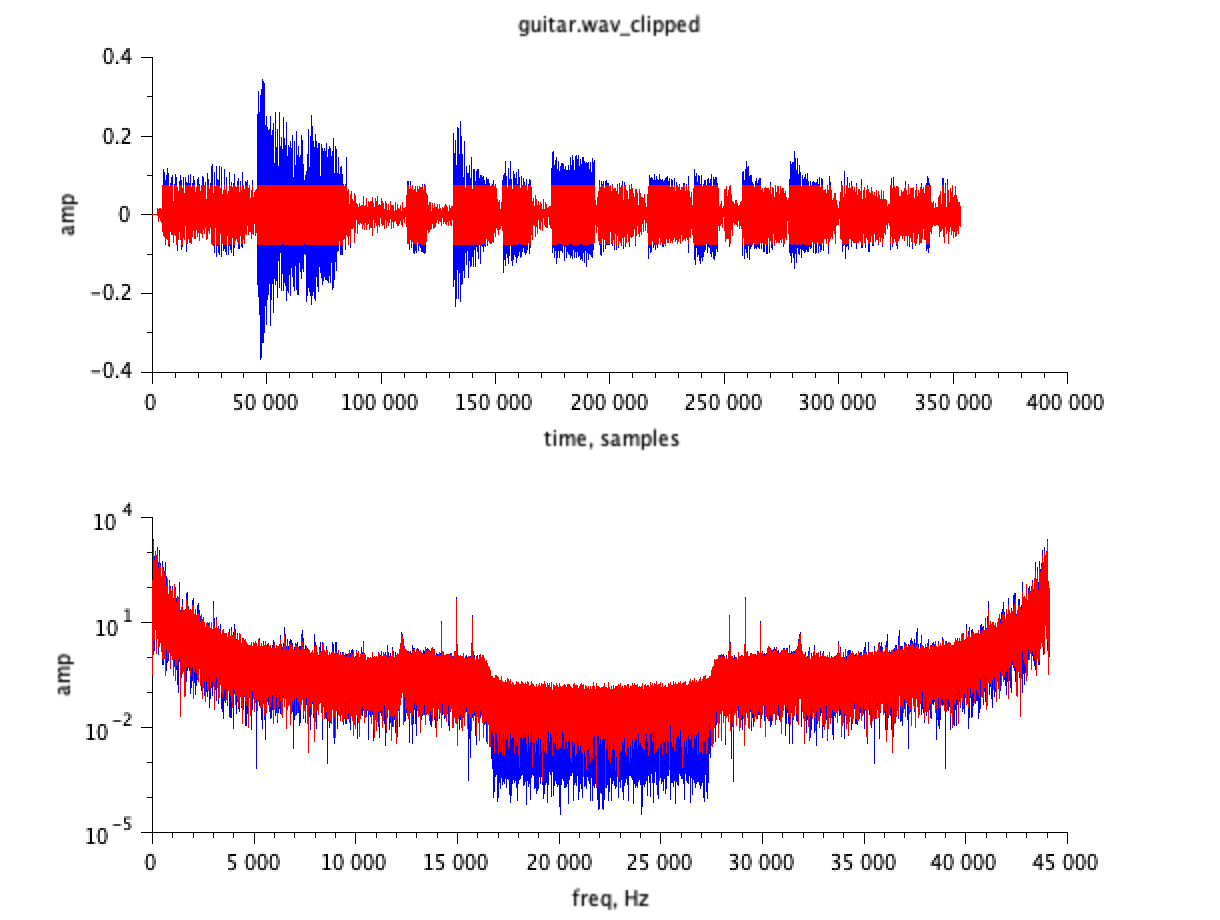 guitar.wav_clipped
0.4
0.2
0
−0.2
−0.4
amp
0 50 000 100 000 150 000 200 000 250 000 300 000 350 000 400 000
time, samples
10 4
10 1
10 −2
10 −5
amp
0 5 000 10 000 15 000 20 000 25 000 30 000 35 000 40 000 45 000
freq, Hz